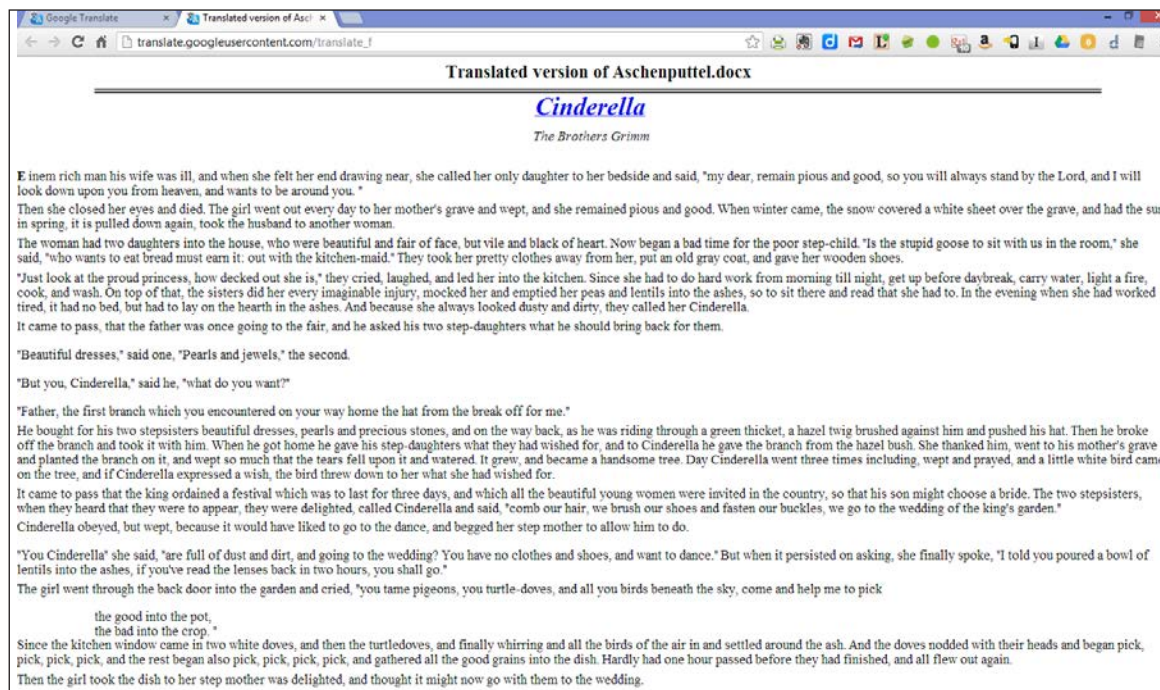 Google Translate
Translated version of Asch
translate.googleusercontent.com/translate_f
Translated version of Aschenputtel.docx
Cinderella
The Brothers Grimm
E inem rich man his wife was ill, and when she felt her end drawing near, she called her only daughter to her bedside and said, "my dear, remain pious and good, so you will always stand by the Lord, and I will
look down upon you from heaven, and wants to be around you. "
Then she closed her eyes and died. The girl went out every day to her mother's grave and wept, and she remained pious and good. When winter came, the snow covered a white sheet over the grave, and had the sun
in spring, it is pulled down again, took the husband to another woman.
The woman had two daughters into the house, who were beautiful and fair of face, but vile and black of heart. Now began a bad time for the poor step-child. "Is the stupid goose to sit with us in the room," she
said, "who wants to eat bread must earn it: out with the kitchen-maid." They took her pretty clothes away from her, put an old gray coat, and gave her wooden shoes.
"Just look at the proud princess, how decked out she is," they cried, laughed, and led her into the kitchen. Since she had to do hard work from morning till night, get up before daybreak, carry water, light a fire,
cook, and wash. On top of that, the sisters did her every imaginable injury, mocked her and emptied her peas and lentils into the ashes, so to sit there and read that she had to. In the evening when she had worked
tired, it had no bed, but had to lay on the hearth in the ashes. And because she always looked dusty and dirty, they called her Cinderella.
It came to pass, that the father was once going to the fair, and he asked his two step-daughters what he should bring back for them.
"Beautiful dresses," said one, "Pearls and jewels," the second.
"But you, Cinderella," said he, "what do you want?"
"Father, the first branch which you encountered on your way home the hat from the break off for me."
He bought for his two stepsisters beautiful dresses, pearls and precious stones, and on the way back, as he was riding through a green thicket, a hazel twig brushed against him and pushed his hat. Then he broke
off the branch and took it with him. When he got home he gave his step-daughters what they had wished for, and to Cinderella he gave the branch from the hazel bush. She thanked him, went to his mother's grave
and planted the branch on it, and wept so much that the tears fell upon it and watered. It grew, and became a handsome tree. Day Cinderella went three times including, wept and prayed, and a little white bird came
on the tree, and if Cinderella expressed a wish, the bird threw down to her what she had wished for.
It came to pass that the king ordained a festival which was to last for three days, and which all the beautiful young women were invited in the country, so that his son might choose a bride. The two stepsisters,
when they heard that they were to appear, they were delighted, called Cinderella and said, "comb our hair, we brush our shoes and fasten our buckles, we go to the wedding of the king's garden."
Cinderella obeyed, but wept, because it would have liked to go to the dance, and begged her step mother to allow him to do.
"You Cinderella" she said, "are full of dust and dirt, and going to the wedding? You have no clothes and shoes, and want to dance." But when it persisted on asking, she finally spoke, "I told you poured a bowl of
lentils into the ashes, if you've read the lenses back in two hours, you shall go."
The girl went through the back door into the garden and cried, "you tame pigeons, you turtle-doves, and all you birds beneath the sky, come and help me to pick
the good into the pot,
the bad into the crop. "
Since the kitchen window came in two white doves, and then the turtledoves, and finally whirring and all the birds of the air in and settled around the ash. And the doves nodded with their heads and began pick,
pick, pick, pick, and the rest began also pick, pick, pick, pick, and gathered all the good grains into the dish. Hardly had one hour passed before they had finished, and all flew out again.
Then the girl took the dish to her step mother was delighted, and thought it might now go with them to the wedding.